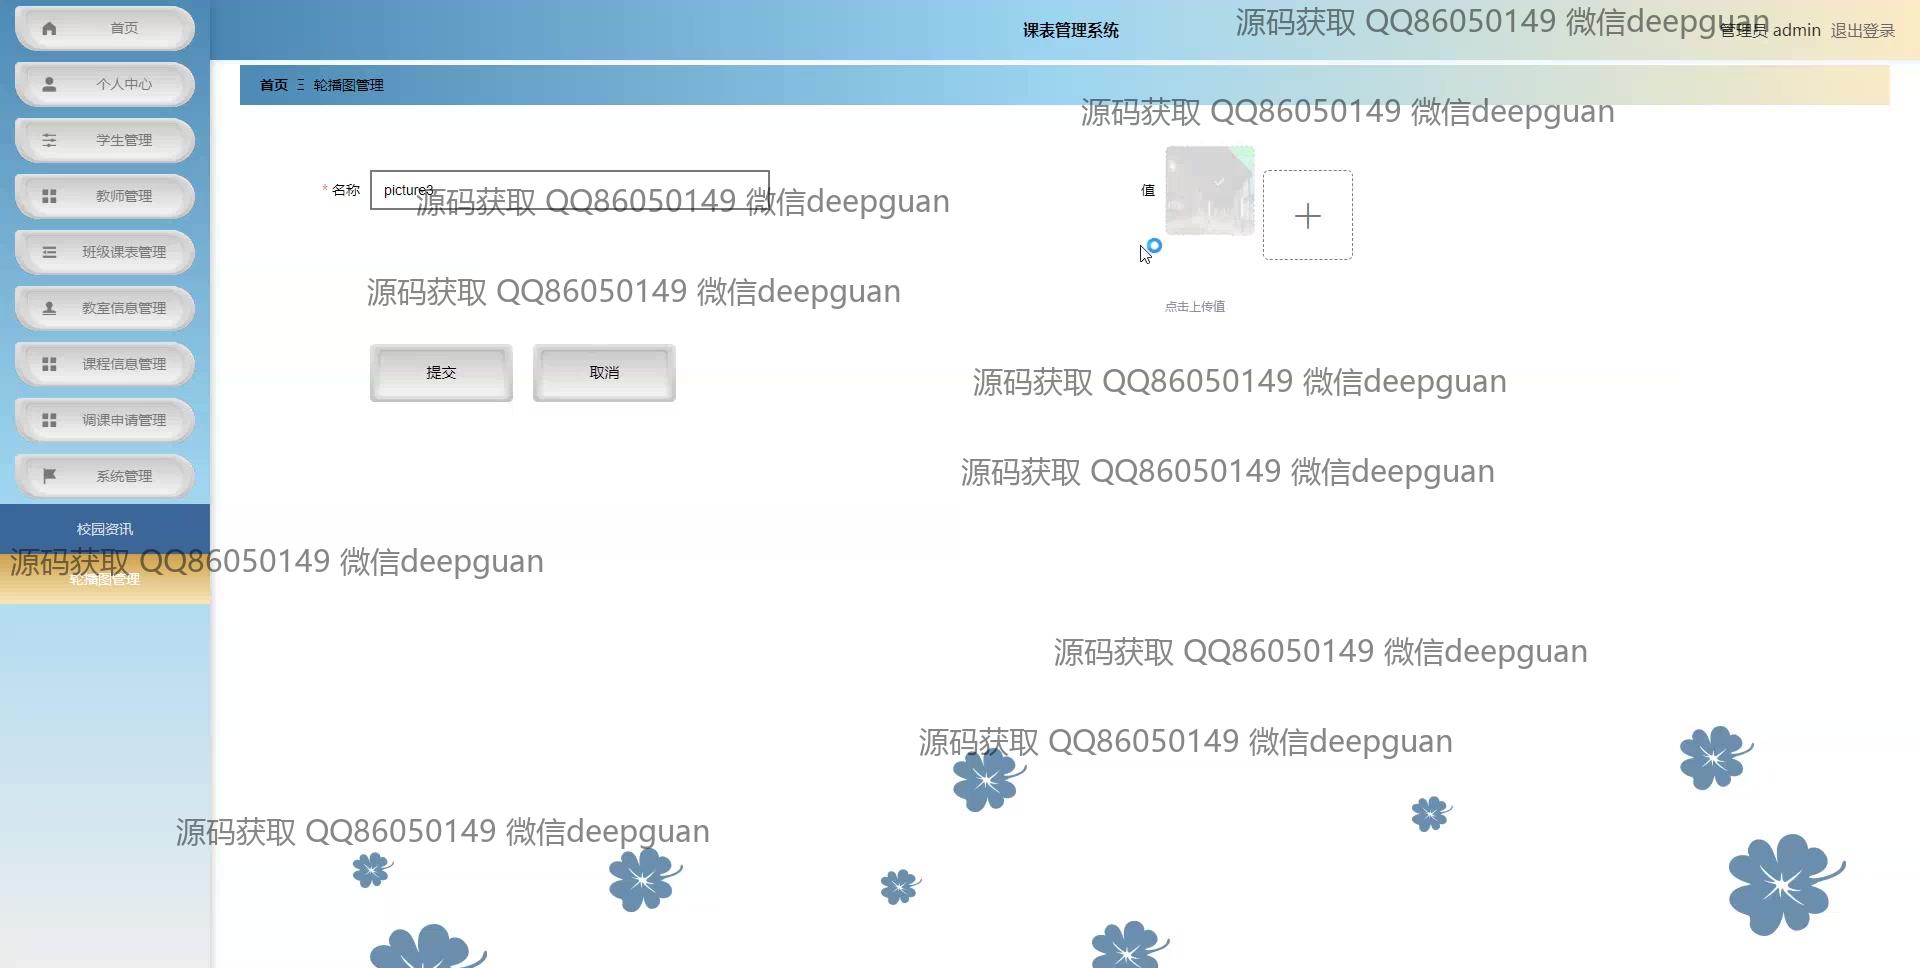 首页
个人中心
学生管理
教师管理
班级课表管理
教室信息管理
课程信息管理
调课申请管理
系统管理
校园资讯
轮播图管理
课表管理系统
管理员 admin 退出登录
源码获取 QQ86050149 微信deepguan
首页 Ξ 轮播图管理
源码获取 QQ86050149 微信deepguan
* 名称 picture3
值
源码获取 QQ86050149 微信deepguan
源码获取 QQ86050149 微信deepguan
点击上传值
提交 取消
源码获取 QQ86050149 微信deepguan
源码获取 QQ86050149 微信deepguan
源码获取 QQ86050149 微信deepguan
源码获取 QQ86050149 微信deepguan
源码获取 QQ86050149 微信deepguan
源码获取 QQ86050149 微信deepguan